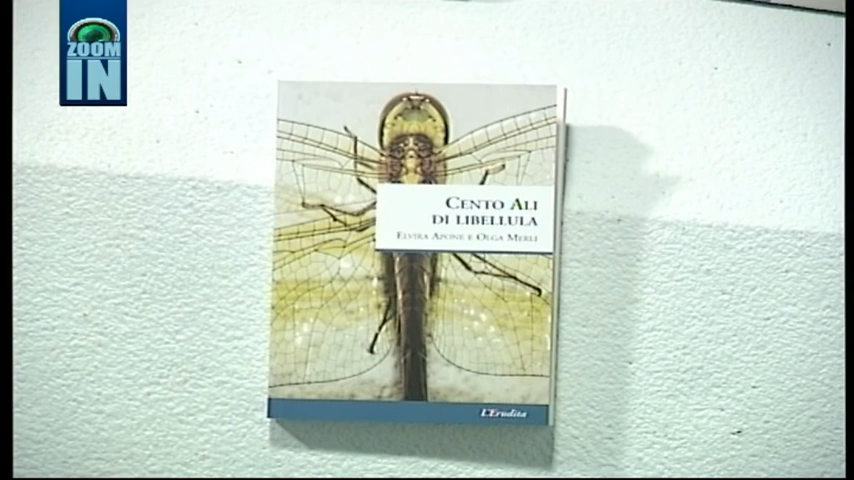 ZOOM
IN
CENTO ALI
DI LIBELLULA
ELVIRA APONE E OLGA MERLI
L'Erudita